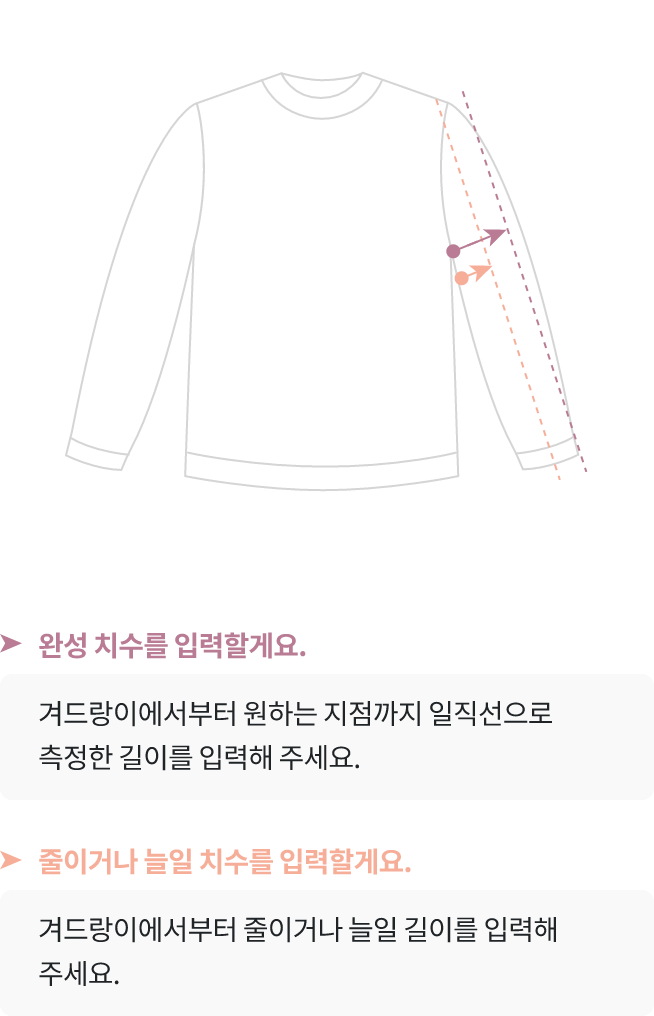 완성 치수를 입력할게요.
겨드랑이에서부터 원하는 지점까지 일직선으로
측정한 길이를 입력해 주세요.
줄이거나 늘일 치수를 입력할게요.
겨드랑이에서부터 줄이거나 늘일 길이를 입력해
주세요.